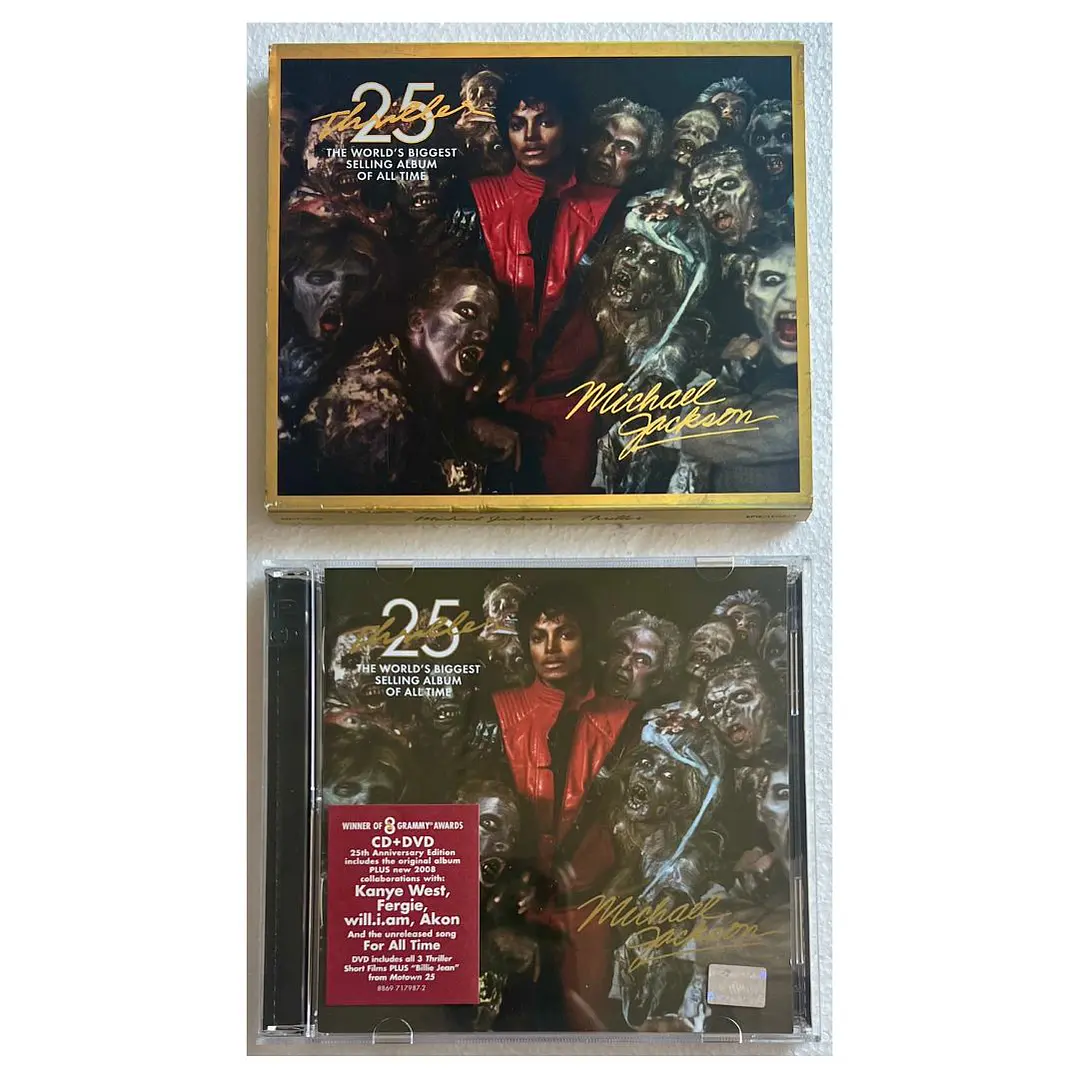 25
Thriller
THE WORLD'S BIGGEST
SELLING ALBUM
OF ALL TIME
Michael
Jackson
Michael Jackson Thriller
25
Thriller
THE WORLD'S BIGGEST
SELLING ALBUM
OF ALL TIME
WINNER OF 8 GRAMMY® AWARDS
CD+DVD
25th Anniversary Edition
includes the original album
PLUS new 2008
collaborations with:
Kanye West,
Fergie,
will.i.am, Akon
And the unreleased song
For All Time
DVD includes all 3 Thriller
Short Films PLUS "Billie Jean"
from Motown 25
8869 717987-2
Michael
Jackson